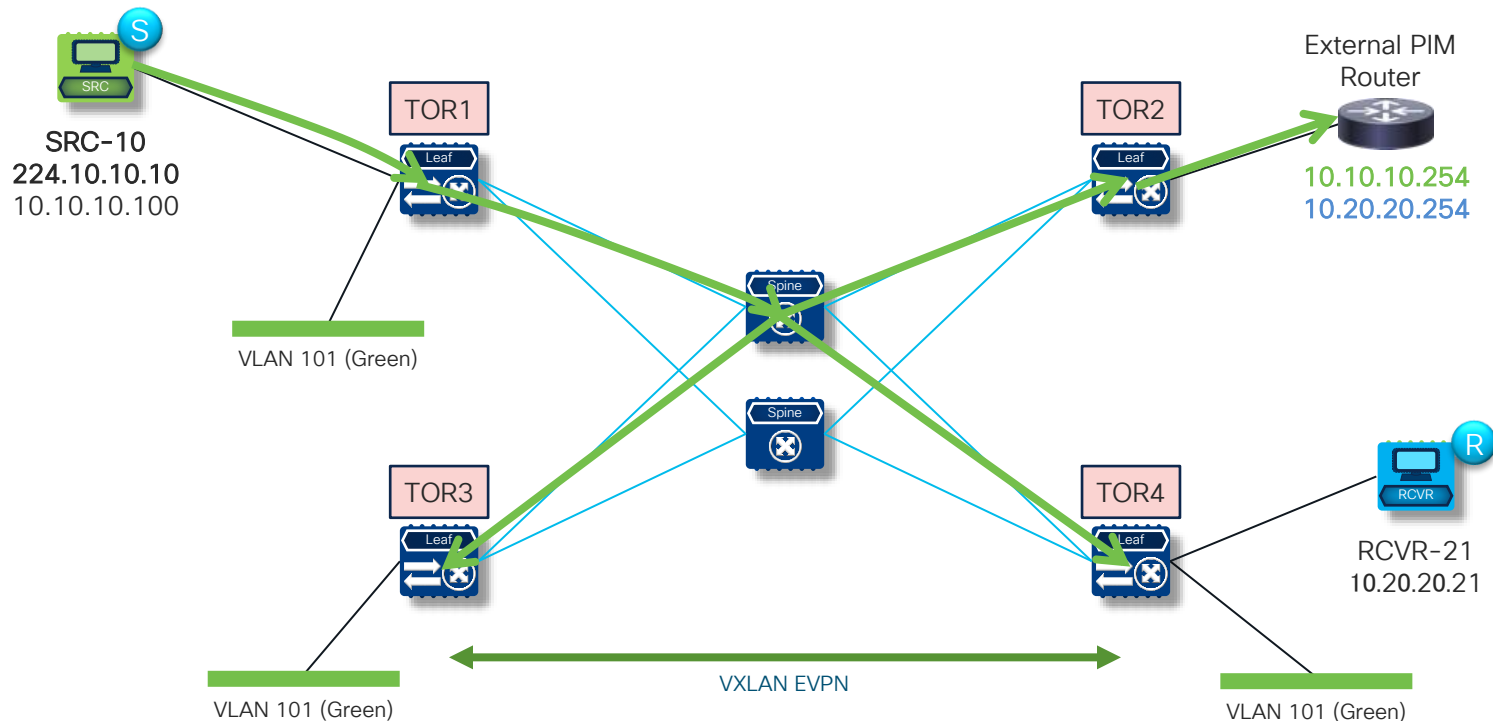 S
SRC
SRC-10
224.10.10.10
10.10.10.100
TOR1
Leaf
VLAN 101 (Green)
TOR2
Leaf
External PIM
Router
10.10.10.254
10.20.20.254
Spine
Spine
TOR3
Leaf
VLAN 101 (Green)
VXLAN EVPN
TOR4
Leaf
R
RCVR
RCVR-21
10.20.20.21
VLAN 101 (Green)